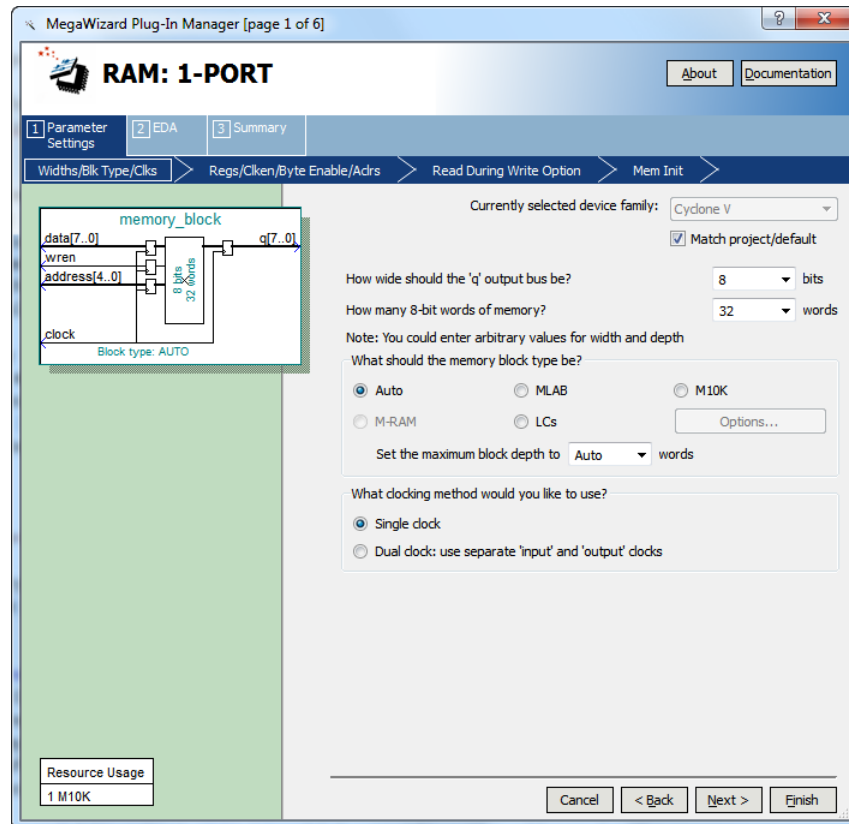 MegaWizard Plug-In Manager [page 1 of 6]
RAM: 1-PORT
About
Documentation
1 Parameter Settings
2 EDA
3 Summary
Widths/Blk Type/Clks
Regs/Clken/Byte Enable/Aclrs
Read During Write Option
Mem Init
memory_block
data[7..0]
q[7..0]
wren
address[4..0]
8 bits
32 words
clock
Block type: AUTO
Currently selected device family:
Cyclone V
Match project/default
How wide should the 'q' output bus be?
8
bits
How many 8-bit words of memory?
32
words
Note: You could enter arbitrary values for width and depth
What should the memory block type be?
Auto
MLAB
M10K
M-RAM
LCs
Options...
Set the maximum block depth to
Auto
words
What clocking method would you like to use?
Single clock
Dual clock: use separate 'input' and 'output' clocks
Resource Usage
1 M10K
Cancel
< Back
Next >
Finish